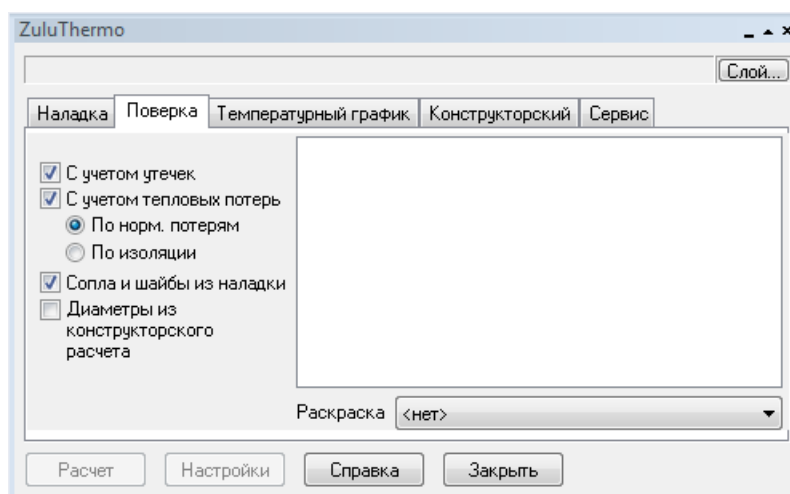 ZuluThermo
Слой...
Наладка Поверка Температурный график Конструкторский Сервис
С учетом утечек
С учетом тепловых потерь
По норм. потерям
По изоляции
Сопла и шайбы из наладки
Диаметры из
конструкторского
расчета
Раскраска <нет>
Расчет Настройки Справка Закрыть